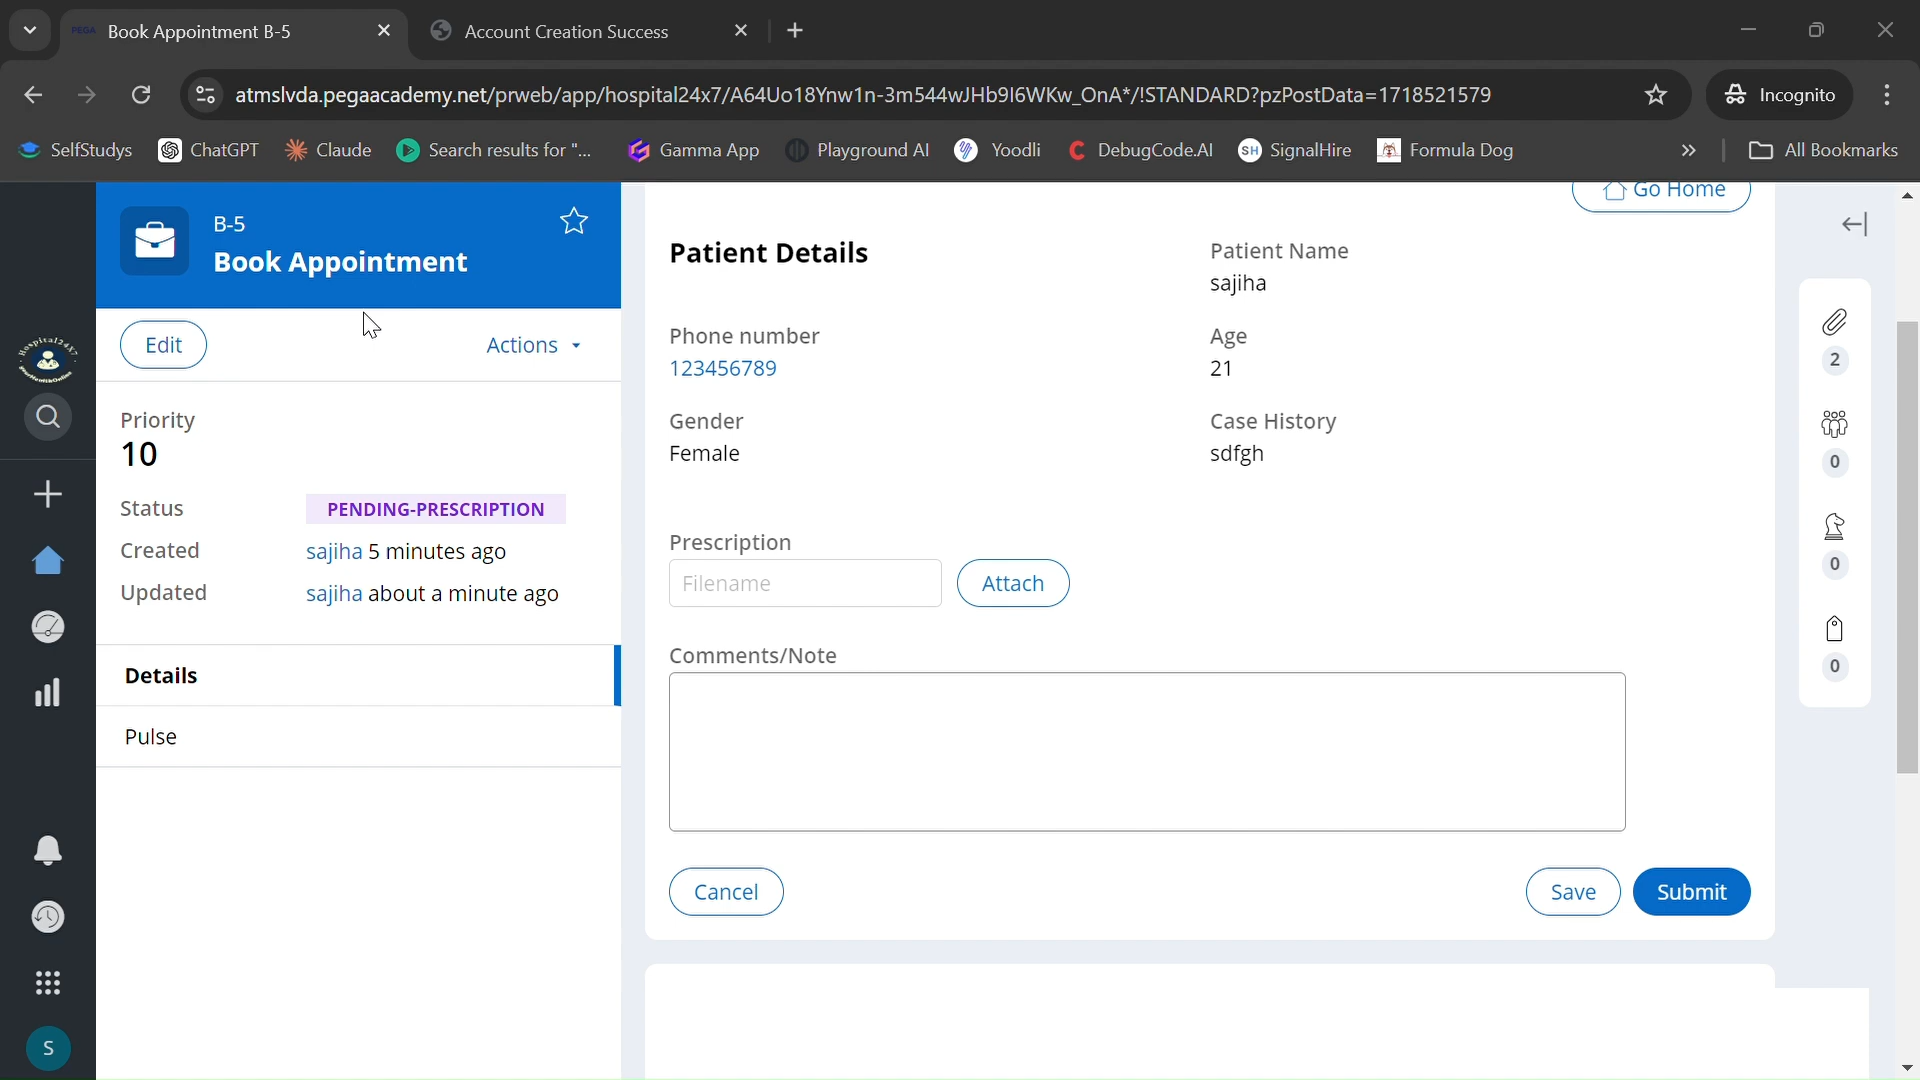 Book Appointment B-5
Account Creation Success
atmslvda.pegaacademy.net/prweb/app/hospital24x7/A64Uo18Ynw1n-3m544wJHb9I6WKw_OnA*/!STANDARD?pzPostData=1718521579
Incognito
SelfStudys
ChatGPT
Claude
Search results for "...
Gamma App
Playground AI
Yoodli
DebugCode.AI
SH SignalHire
Formula Dog
»
All Bookmarks
B-5
Book Appointment
Edit
Actions
Priority
10
Status PENDING-PRESCRIPTION
Created sajiha 5 minutes ago
Updated sajiha about a minute ago
Details
Pulse
S
Go Home
Patient Details
Patient Name
sajiha
Phone number
123456789
Age
21
Gender
Female
Case History
sdfgh
Prescription
Filename
Attach
Comments/Note
Cancel
Save
Submit
2
0
0
0